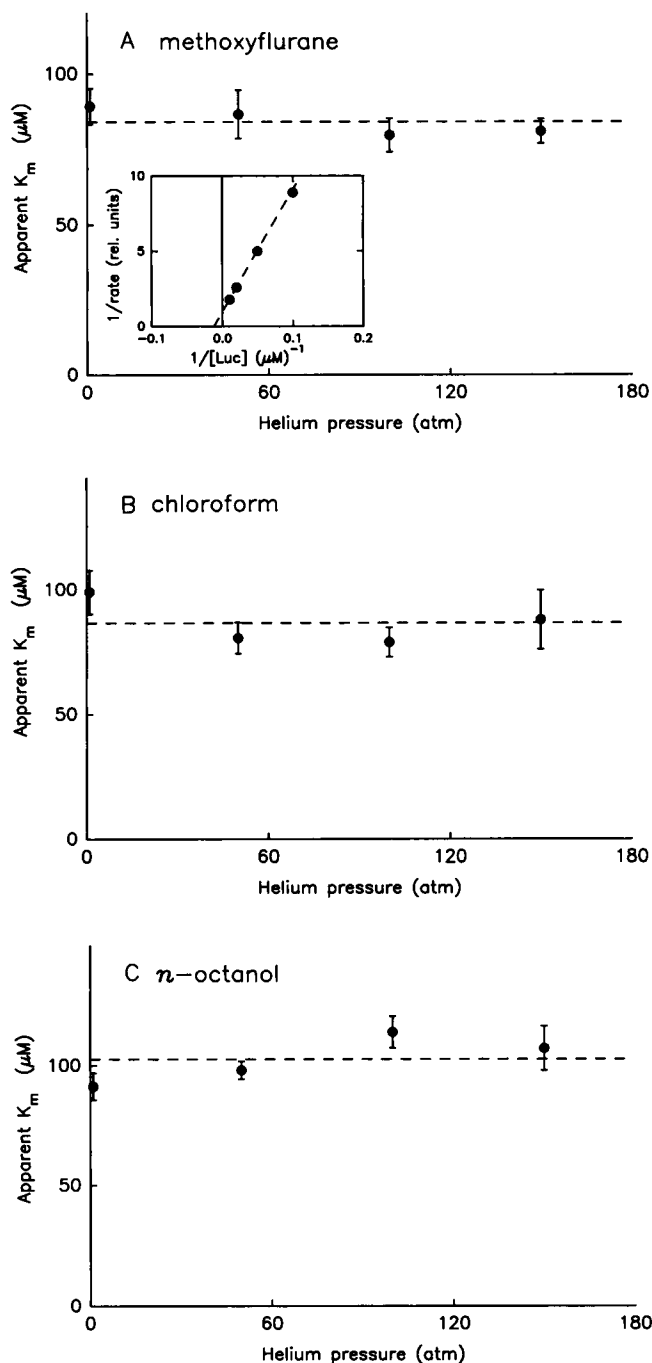 A methoxyflurane
100
50
0
Apparent Km (μM)
10
5
0
1/rate (rel. units)
−0.1 0.0 0.1 0.2
1/[Luc] (μM)−1
0 60 120 180
Helium pressure (atm)
B chloroform
100
50
0
Apparent Km (μM)
0 60 120 180
Helium pressure (atm)
C n−octanol
100
50
0
Apparent Km (μM)
0 60 120 180
Helium pressure (atm)